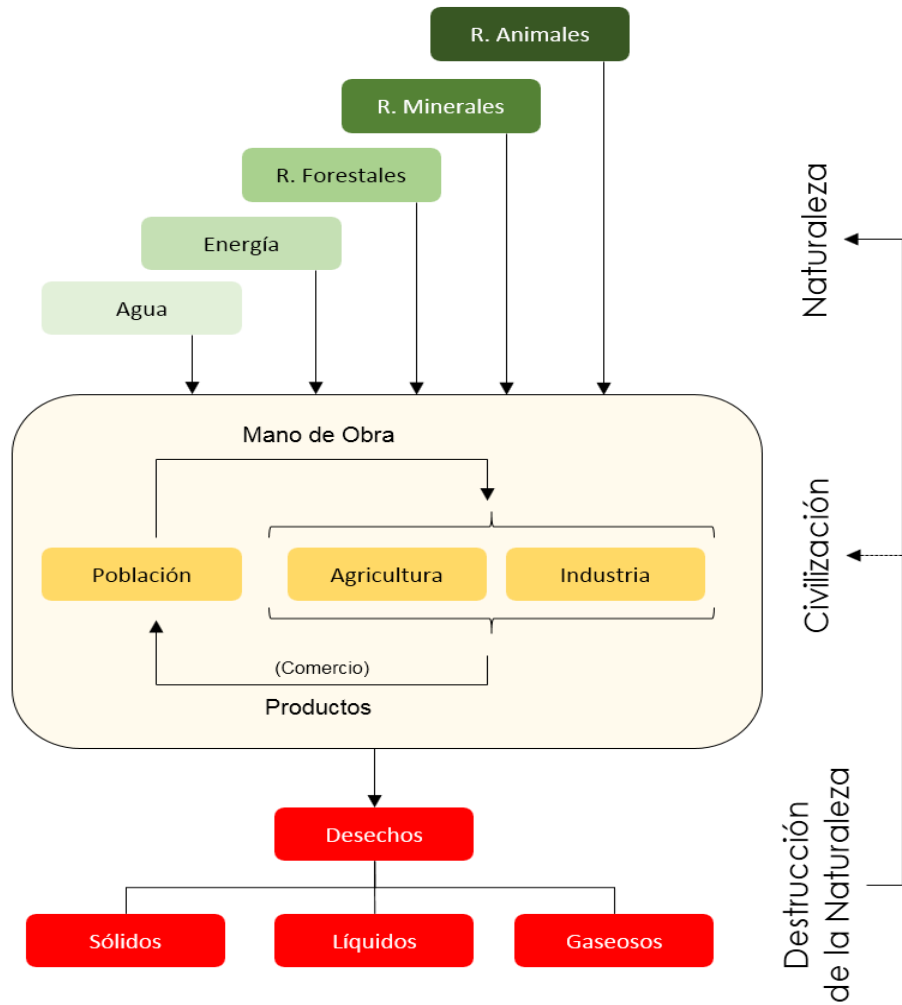 R. Animales
R. Minerales
R. Forestales
Energía
Agua
Naturaleza
Mano de Obra
Población
Agricultura
Industria
(Comercio)
Productos
Civilización
Desechos
Sólidos
Líquidos
Gaseosos
Destrucción
de la Naturaleza